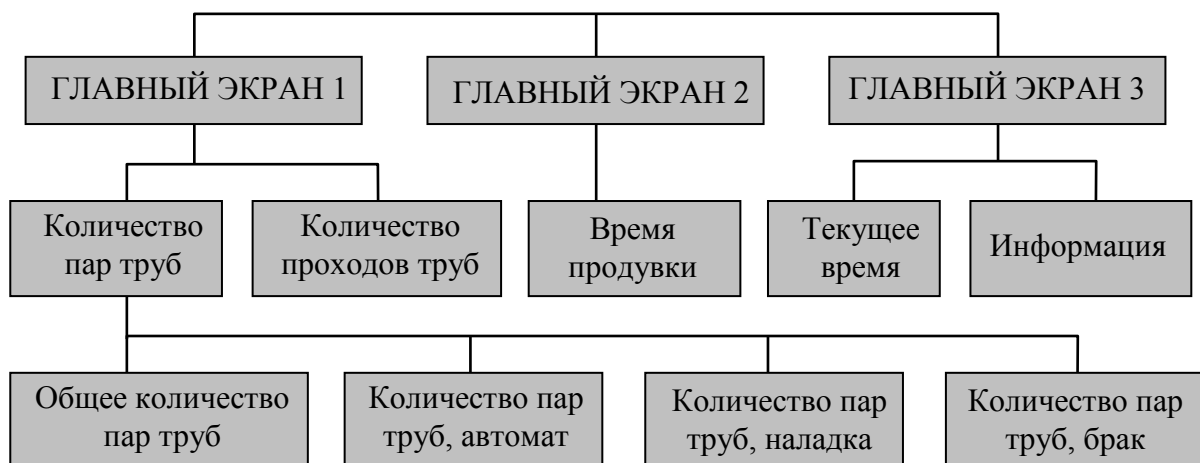 ГЛАВНЫЙ ЭКРАН 1
ГЛАВНЫЙ ЭКРАН 2
ГЛАВНЫЙ ЭКРАН 3
Количество
пар труб
Количество
проходов труб
Время
продувки
Текущее
время
Информация
Общее количество
пар труб
Количество пар
труб, автомат
Количество пар
труб, наладка
Количество пар
труб, брак